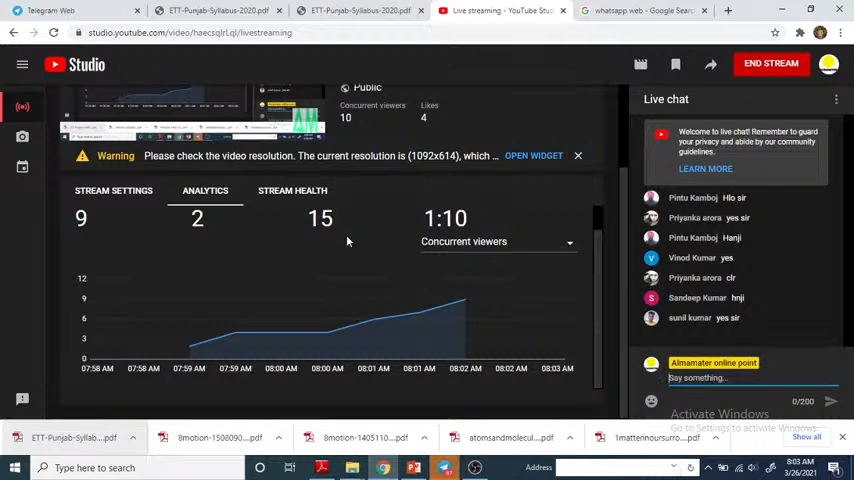 Telegram Web
ETT-Punjab-Syllabus-2020.pdf
ETT-Punjab-Syllabus-2020.pdf
Live streaming - YouTube Stud
whatsapp web - Google Searc
studio.youtube.com/video/haecsqIrLqI/livestreaming
Studio
END STREAM
Public
Concurrent viewers
Likes
10
4
Warning
Please check the video resolution. The current resolution is (1092x614), which ...
OPEN WIDGET
STREAM SETTINGS
ANALYTICS
STREAM HEALTH
9
2
15
1:10
Concurrent viewers
12
9
6
3
0
07:58 AM 07:58 AM 07:59 AM 07:59 AM 08:00 AM 08:00 AM 08:01 AM 08:01 AM 08:02 AM 08:02 AM 08:03 AM
Live chat
Welcome to live chat! Remember to guard
your privacy and abide by our community
guidelines.
LEARN MORE
Pintu Kamboj Hlo sir
Priyanka arora yes sir
Pintu Kamboj Hanji
Vinod Kumar yes
Priyanka arora clr
Sandeep Kumar hnji
sunil kumar yes sir
Almamater online point
Say something...
0/200
Activate Windows
Go to Settings to activate Windows.
ETT-Punjab-Syllab....pdf
8motion-1508090....pdf
8motion-1405110....pdf
atomsandmolecul....pdf
1matterinoursurro....pdf
Show all
Type here to search
Address
8:03 AM
3/26/2021